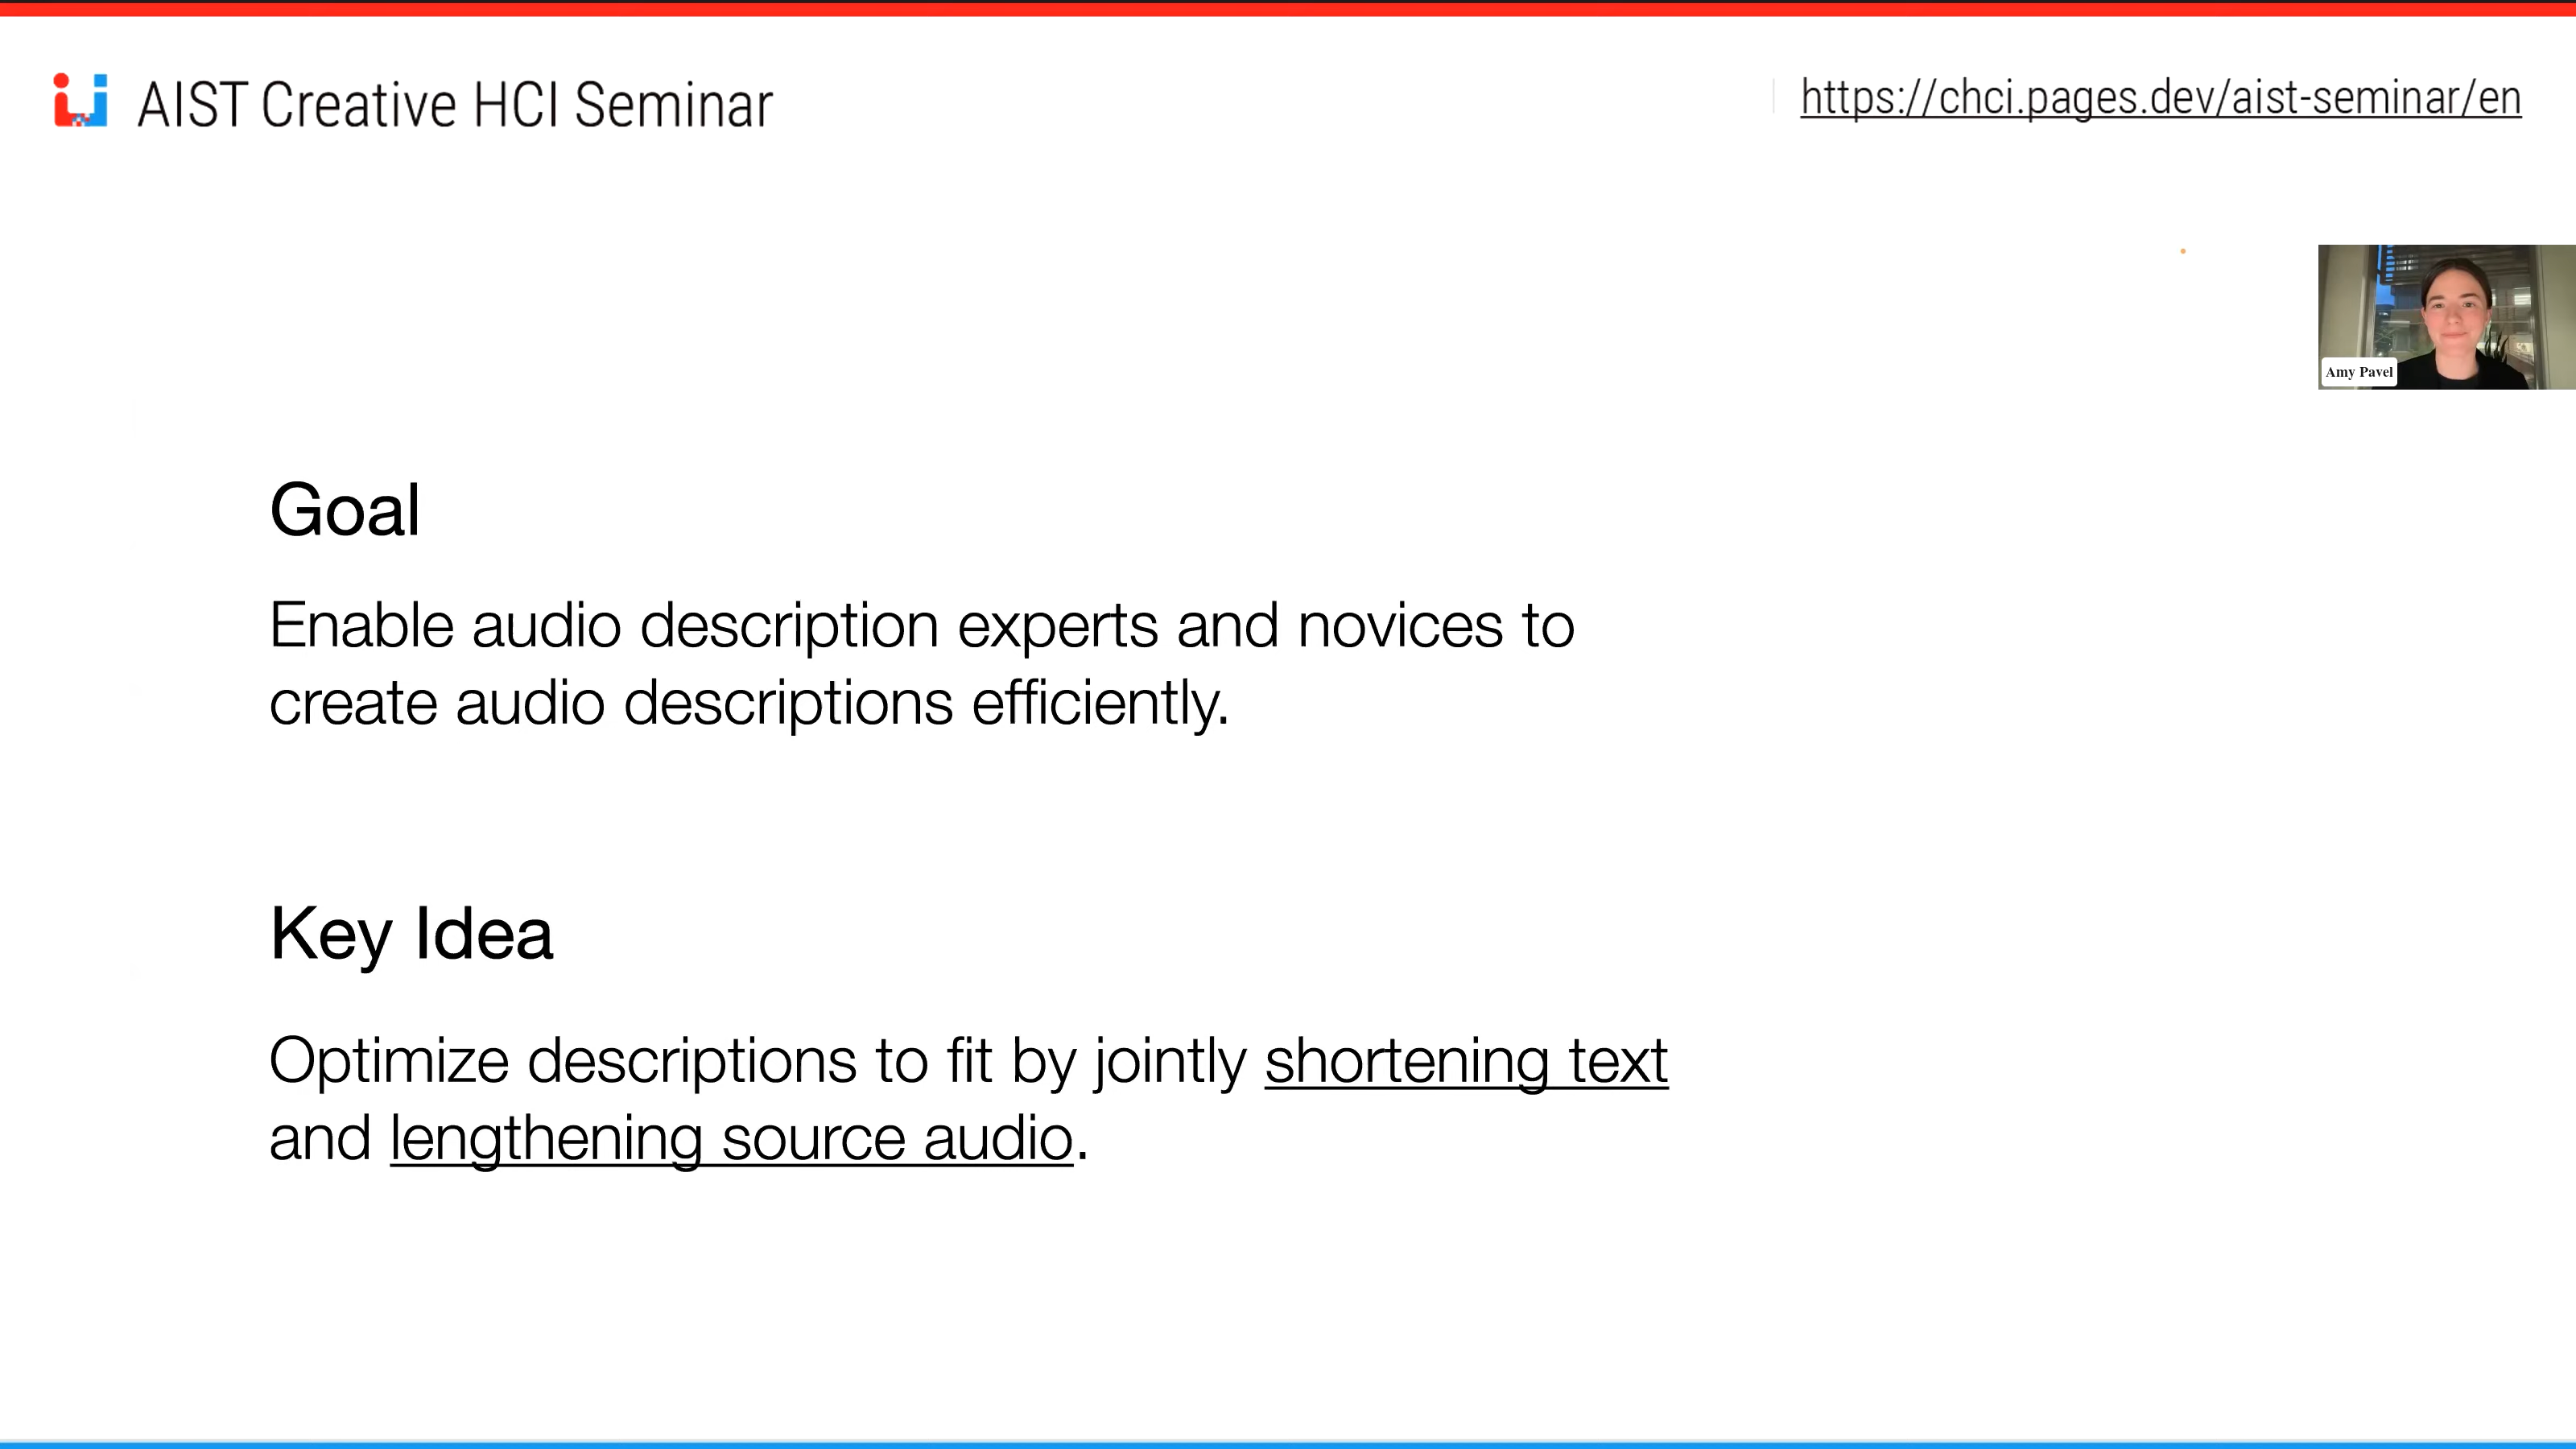 AIST Creative HCI Seminar
https://chci.pages.dev/aist-seminar/en
Amy Pavel
Goal
Enable audio description experts and novices to
create audio descriptions efficiently.
Key Idea
Optimize descriptions to fit by jointly shortening text
and lengthening source audio.